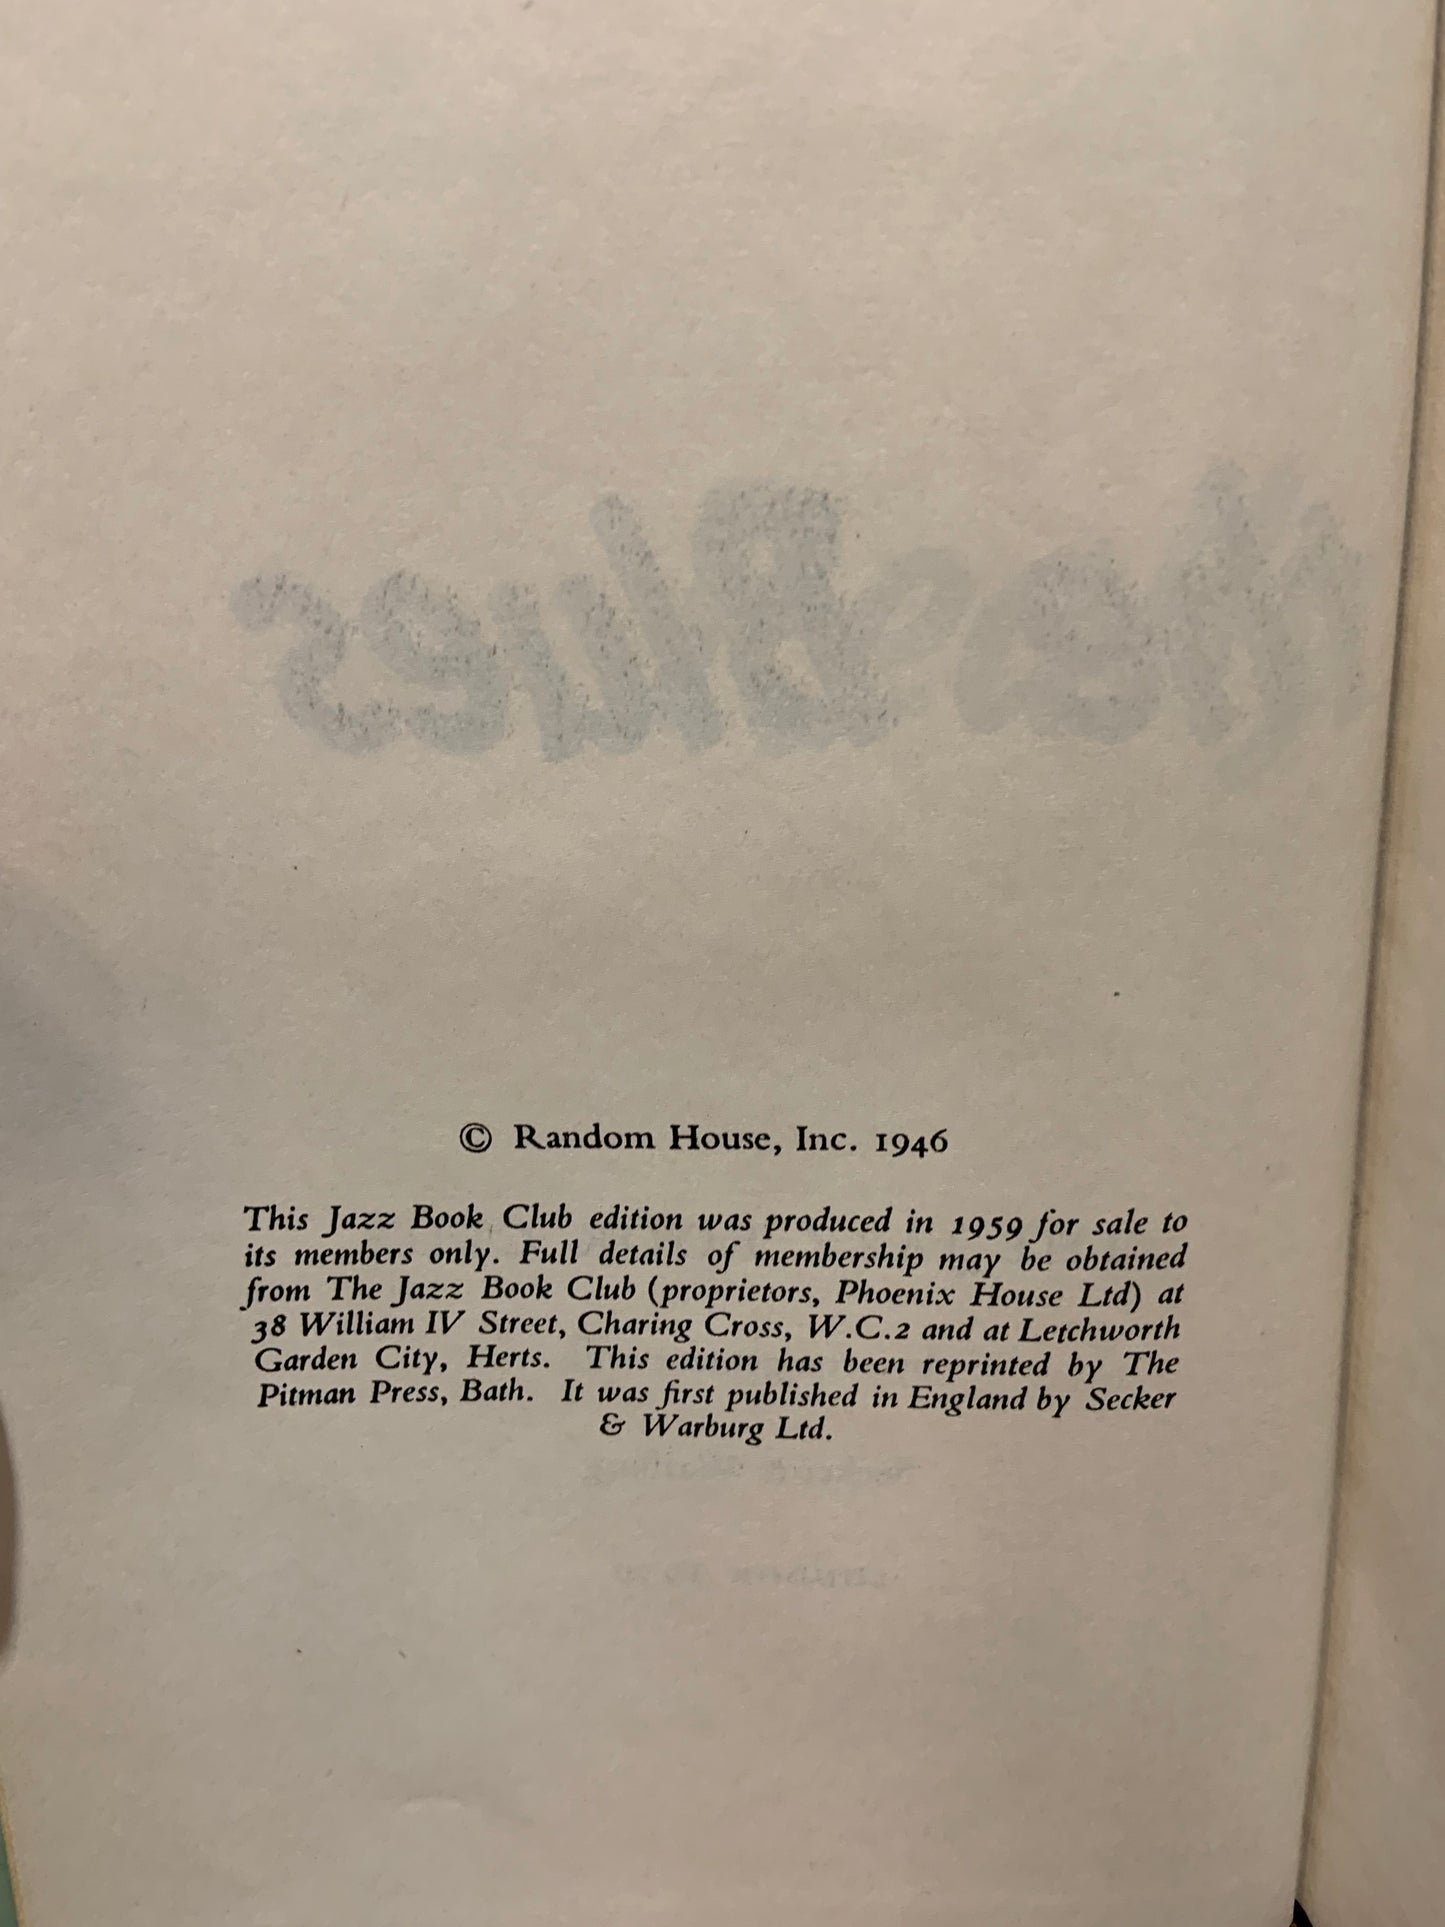 © Random House, Inc. 1946
This Jazz Book Club edition was produced in 1959 for sale to
its members only. Full details of membership may be obtained
from The Jazz Book Club (proprietors, Phoenix House Ltd) at
38 William IV Street, Charing Cross, W.C.2 and at Letchworth
Garden City, Herts. This edition has been reprinted by The
Pitman Press, Bath. It was first published in England by Secker
& Warburg Ltd.